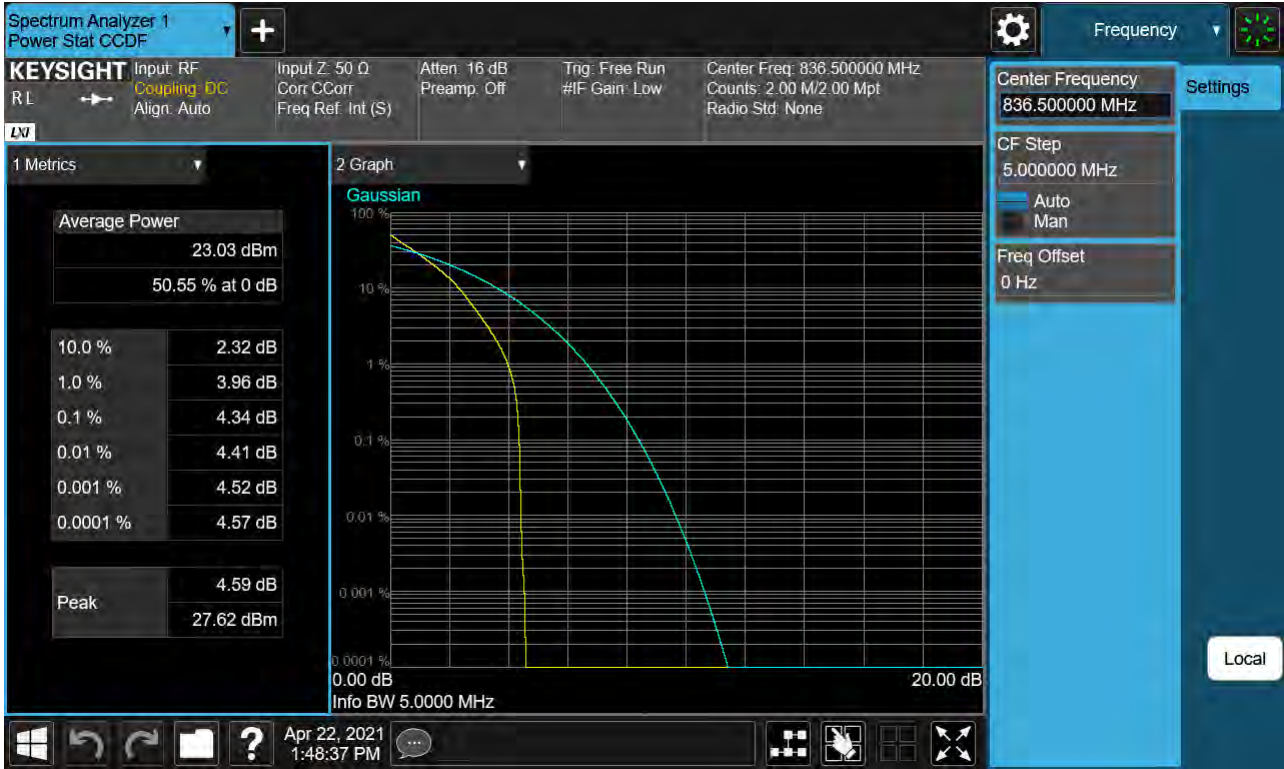 Spectrum Analyzer 1
Power Stat CCDF
Frequency
KEYSIGHT
R L
LXI
Input: RF
Coupling: DC
Align: Auto
Input Z: 50 Ω
Corr CCorr
Freq Ref: Int (S)
Atten: 16 dB
Preamp: Off
Trig: Free Run
#IF Gain: Low
Center Freq: 836.500000 MHz
Counts: 2.00 M/2.00 Mpt
Radio Std: None
Center Frequency
836.500000 MHz
Settings
CF Step
5.000000 MHz
Auto
Man
Freq Offset
0 Hz
Local
1 Metrics
Average Power
23.03 dBm
50.55 % at 0 dB
10.0 % 2.32 dB
1.0 % 3.96 dB
0.1 % 4.34 dB
0.01 % 4.41 dB
0.001 % 4.52 dB
0.0001 % 4.57 dB
Peak 4.59 dB
27.62 dBm
2 Graph
Gaussian
100 %
10 %
1 %
0.1 %
0.01 %
0.001 %
0.0001 %
0.00 dB 20.00 dB
Info BW 5.0000 MHz
Apr 22, 2021
1:48:37 PM